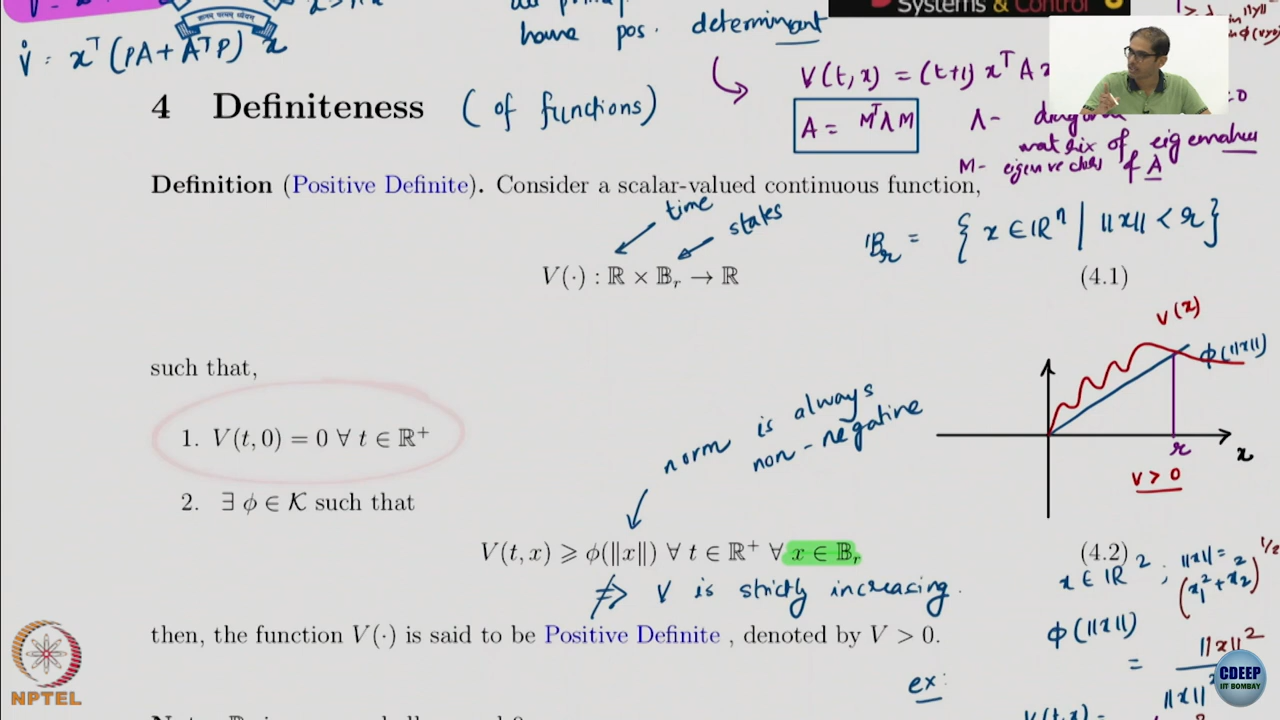 Systems & Control
V̇ = xᵀ(PA + AᵀP) x
have pos. determinant
V(t,x) = (t+1) xᵀA x
A = MᵀΛM
Λ-
matrix of eigenvalues
M- eigenvectors of A
4 Definiteness (of functions)
Definition (Positive Definite). Consider a scalar-valued continuous function,
time
states
𝔹r = { x ∈ ℝⁿ | ||x|| < r}
V(·) : ℝ × 𝔹r → ℝ
(4.1)
V(x)
ϕ(||x||)
r
x
V > 0
such that,
1. V(t, 0) = 0 ∀ t ∈ ℝ⁺
norm is always
non-negative
2. ∃ ϕ ∈ 𝒦 such that
V(t, x) ⩾ ϕ(∥x∥) ∀ t ∈ ℝ⁺ ∀ x ∈ 𝔹r
(4.2)
x ∈ ℝ² ; ||x|| = (x₁² + x₂²)^1/2
⇏ V is strictly increasing.
then, the function V(·) is said to be Positive Definite , denoted by V > 0.
ϕ(||x||)
= ||x||²
||x||
ex:
V(t,x) =
NPTEL
CDEEP
IIT BOMBAY